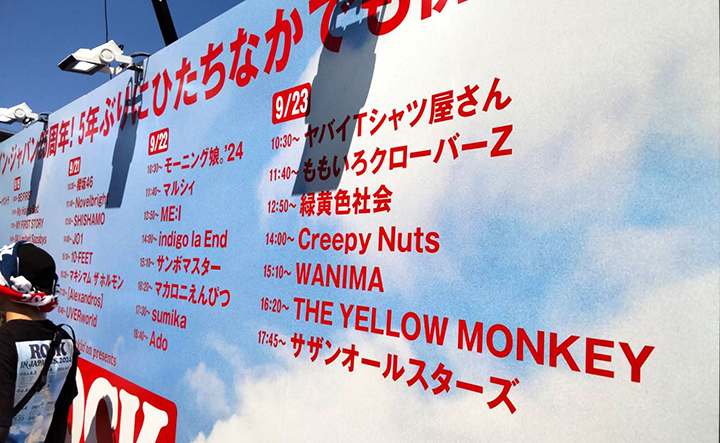 ン・ジャパン 周年! 5年ぶりにひたちなかでも
MY FIRST STORY
9/21
櫻坂46
Novelbright
SHISHAMO
JO1
10-FEET
マキシマム ザ ホルモン
[Alexandros]
UVERworld
9/22
10:30~ モーニング娘。'24
11:40~ マルシィ
12:50~ ME:I
14:00~ indigo la End
15:10~ サンボマスター
16:20~ マカロニえんぴつ
17:30~ sumika
18:40~ Ado
9/23
10:30~ ヤバイTシャツ屋さん
11:40~ ももいろクローバーZ
12:50~ 緑黄色社会
14:00~ Creepy Nuts
15:10~ WANIMA
16:20~ THE YELLOW MONKEY
17:45~ サザンオールスターズ
presents
ROCK
ROCK
IN JAPAN